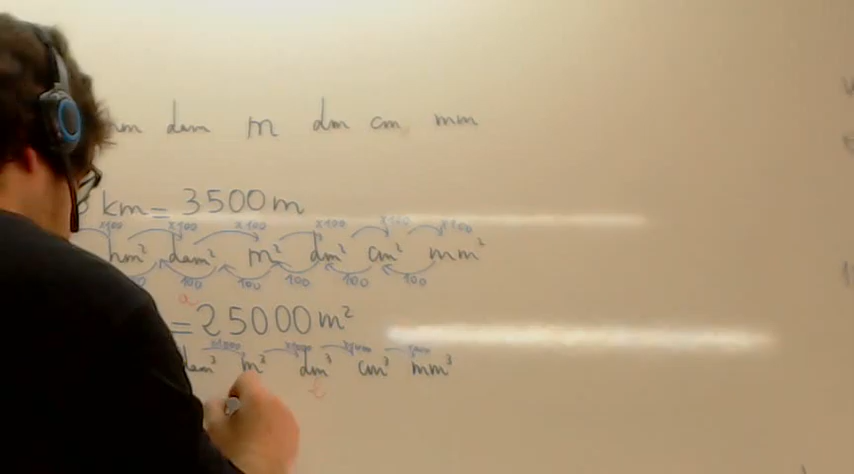 hm dam m dm cm mm
km = 3500 m
x100 x100 x100 x100 x100 x100
hm² dam² m² dm² cm² mm²
100 100 100 100 100
a
= 25000 m²
dam³ m³ dm³ cm³ mm³